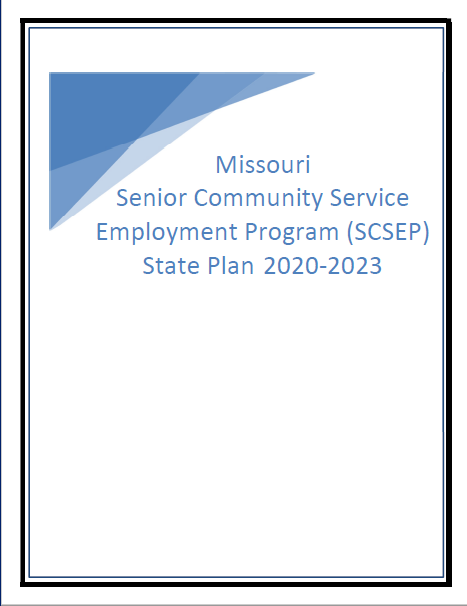 Missouri
Senior Community Service
Employment Program (SCSEP)
State Plan 2020-2023